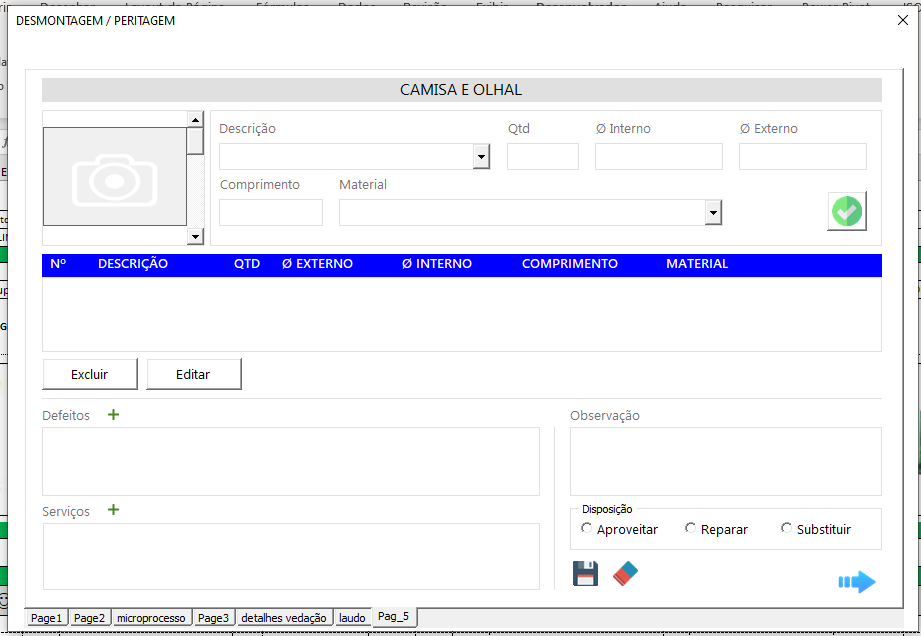 DESMONTAGEM / PERITAGEM
CAMISA E OLHAL
Descrição Qtd Ø Interno Ø Externo
Comprimento Material
Nº DESCRIÇÃO QTD Ø EXTERNO Ø INTERNO COMPRIMENTO MATERIAL
Excluir Editar
Defeitos + Observação
Serviços +
Disposição
Aproveitar Reparar Substituir
Page1 Page2 microprocesso Page3 detalhes vedação laudo Pag_5